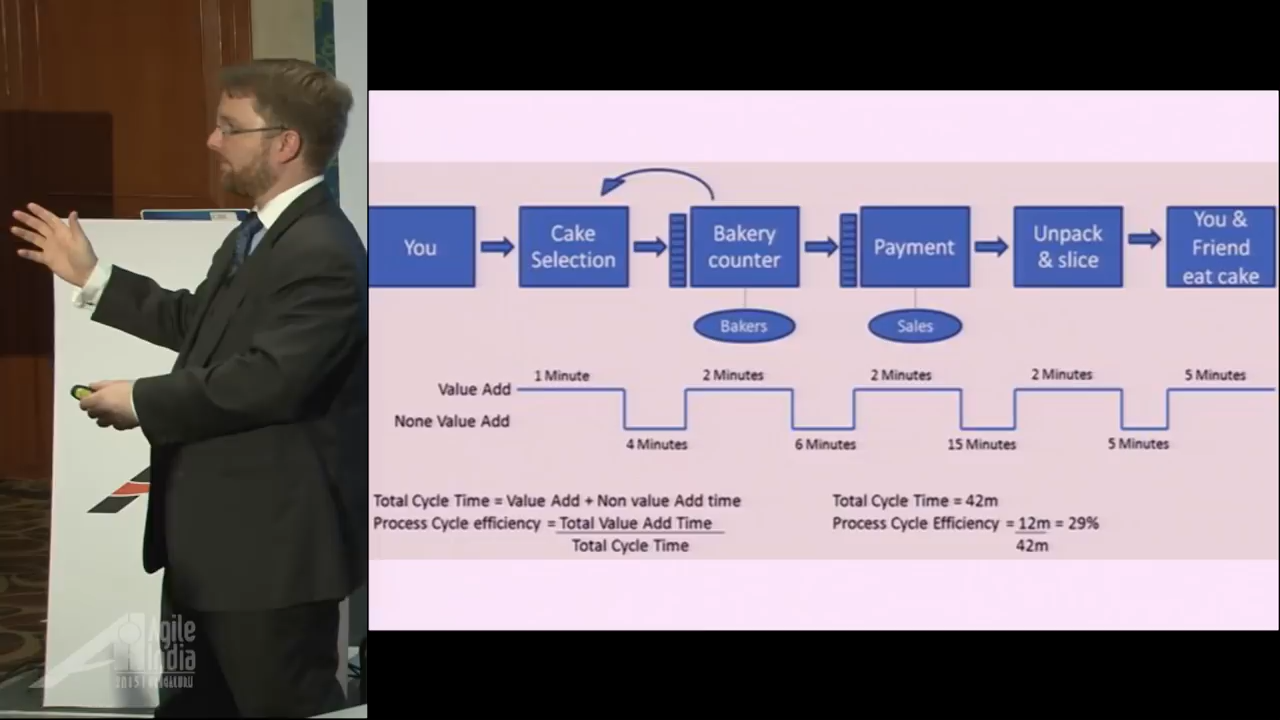 You
Cake
Selection
Bakery
counter
Payment
Unpack
& slice
You &
Friend
eat cake
Bakers
Sales
1 Minute
2 Minutes
2 Minutes
2 Minutes
5 Minutes
Value Add
None Value Add
4 Minutes
6 Minutes
15 Minutes
5 Minutes
Total Cycle Time = Value Add + Non value Add time
Process Cycle efficiency = Total Value Add Time
Total Cycle Time
Total Cycle Time = 42m
Process Cycle Efficiency = 12m = 29%
42m
Agile
India
2015 | BENGALURU